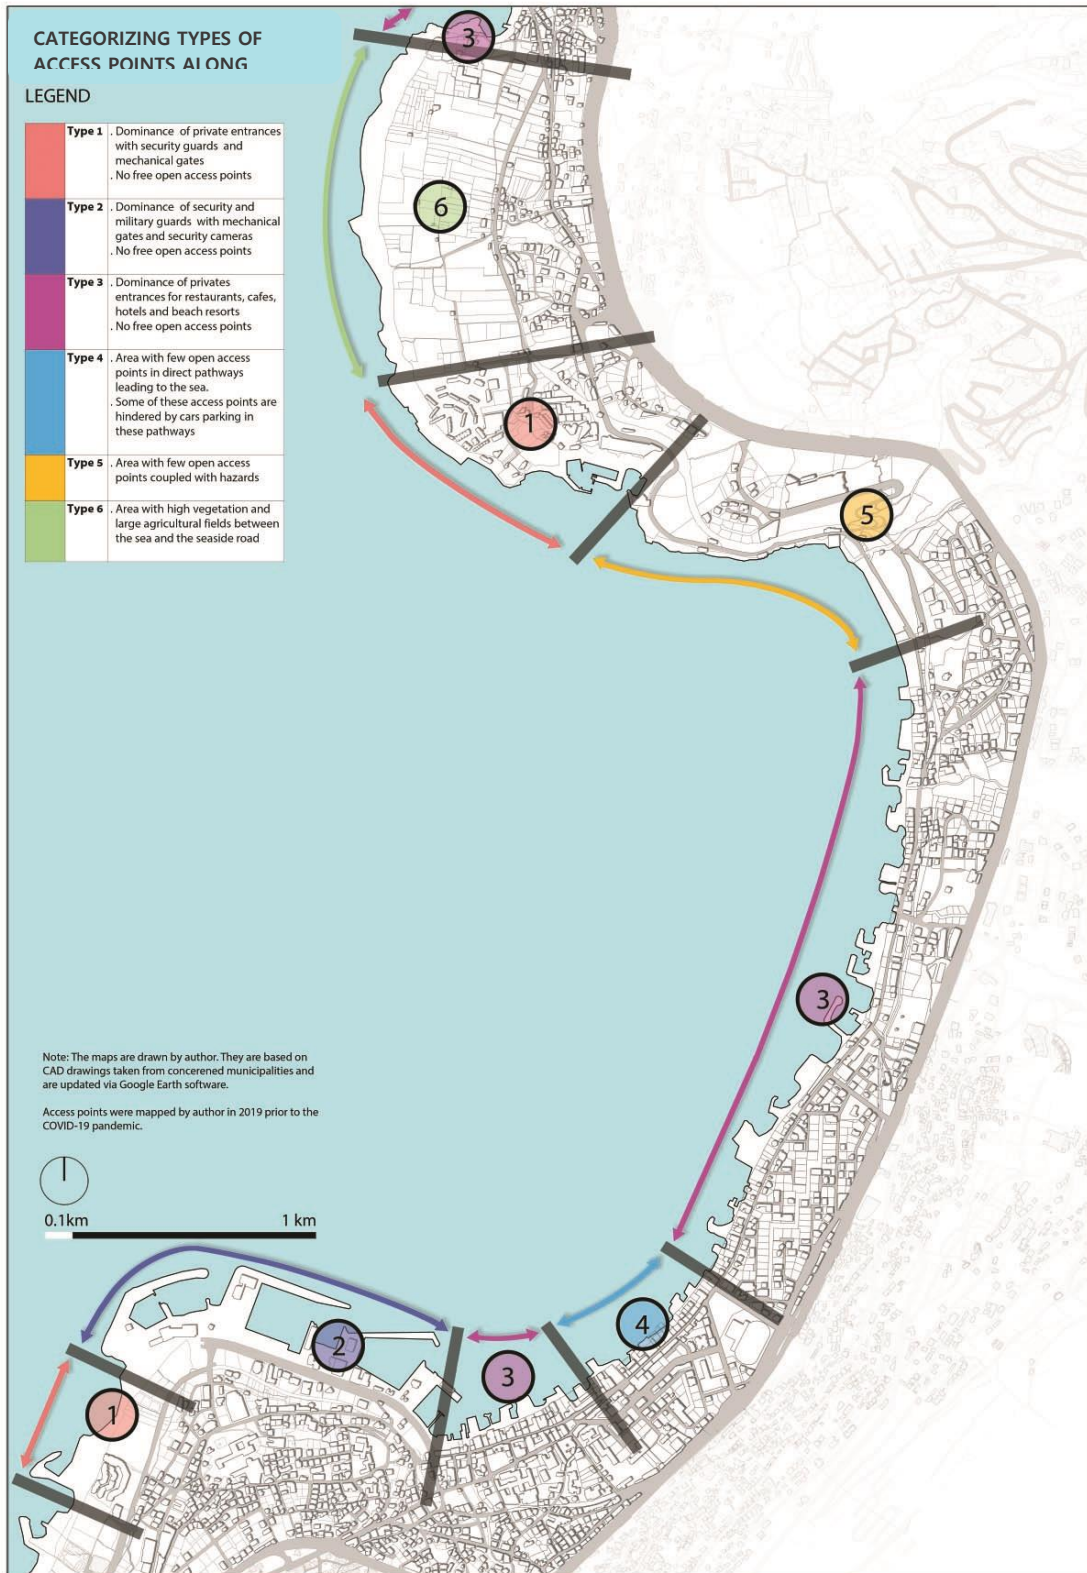 CATEGORIZING TYPES OF
ACCESS POINTS ALONG
LEGEND
Type 1 . Dominance of private entrances
with security guards and
mechanical gates
. No free open access points
Type 2 . Dominance of security and
military guards with mechanical
gates and security cameras
. No free open access points
Type 3 . Dominance of privates
entrances for restaurants, cafes,
hotels and beach resorts
. No free open access points
Type 4 . Area with few open access
points in direct pathways
leading to the sea.
. Some of these access points are
hindered by cars parking in
these pathways
Type 5 . Area with few open access
points coupled with hazards
Type 6 . Area with high vegetation and
large agricultural fields between
the sea and the seaside road
3
6
1
5
3
Note: The maps are drawn by author. They are based on
CAD drawings taken from concerened municipalities and
are updated via Google Earth software.
Access points were mapped by author in 2019 prior to the
COVID-19 pandemic.
0.1km 1 km
4
2
3
1